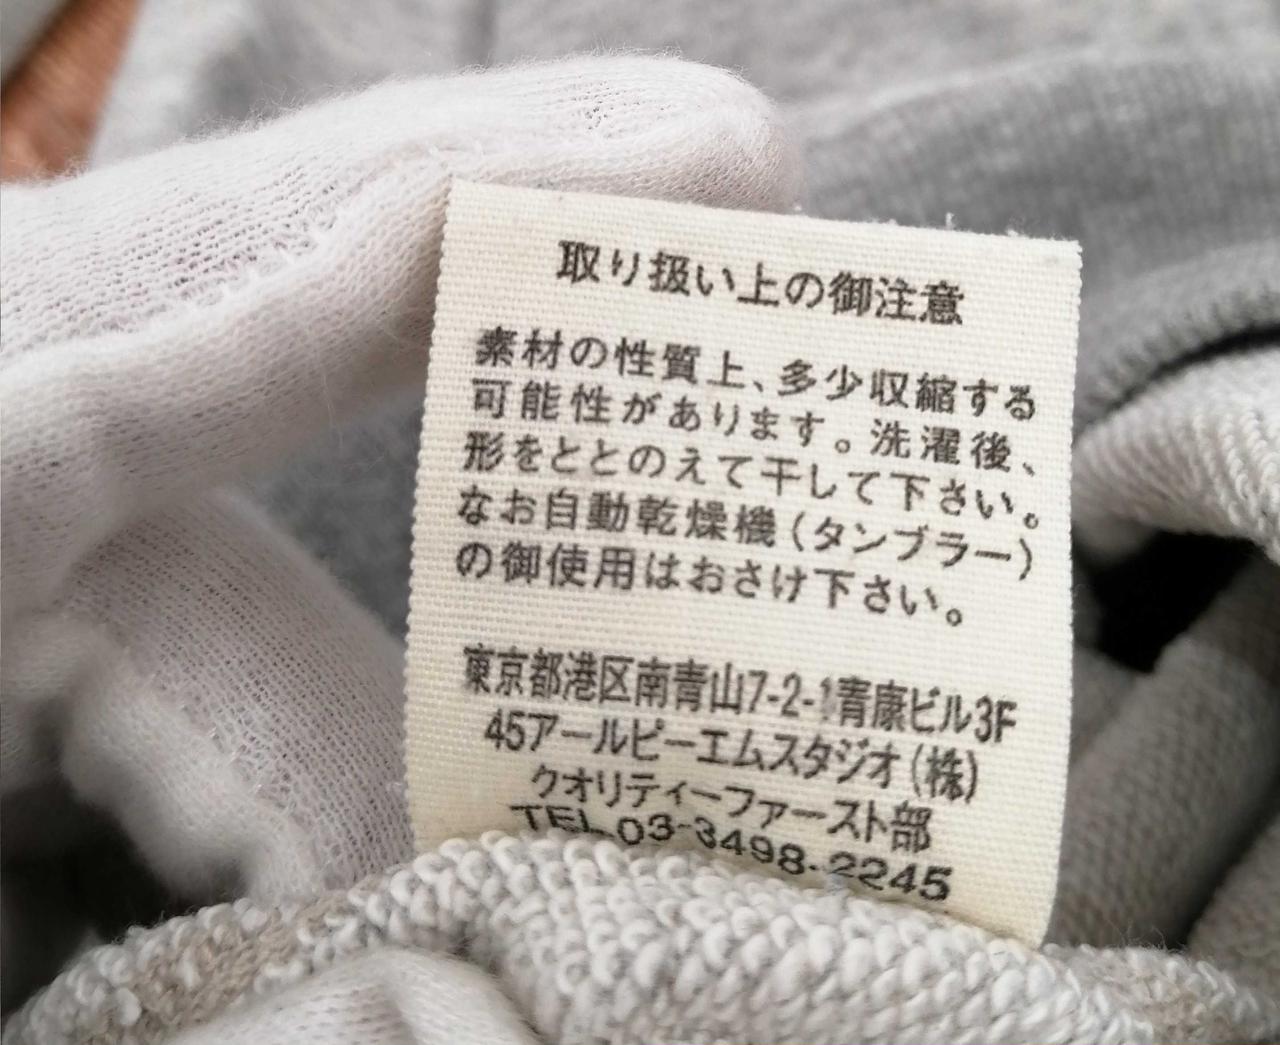 取り扱い上の御注意
素材の性質上、多少収縮する
可能性があります。洗濯後、
形をととのえて干して下さい。
なお自動乾燥機(タンブラー)
の御使用はおさけ下さい。
東京都港区南青山7-2-1青康ビル3F
45アールピーエムスタジオ(株)
クオリティーファースト部
TEL 03-3498-2245